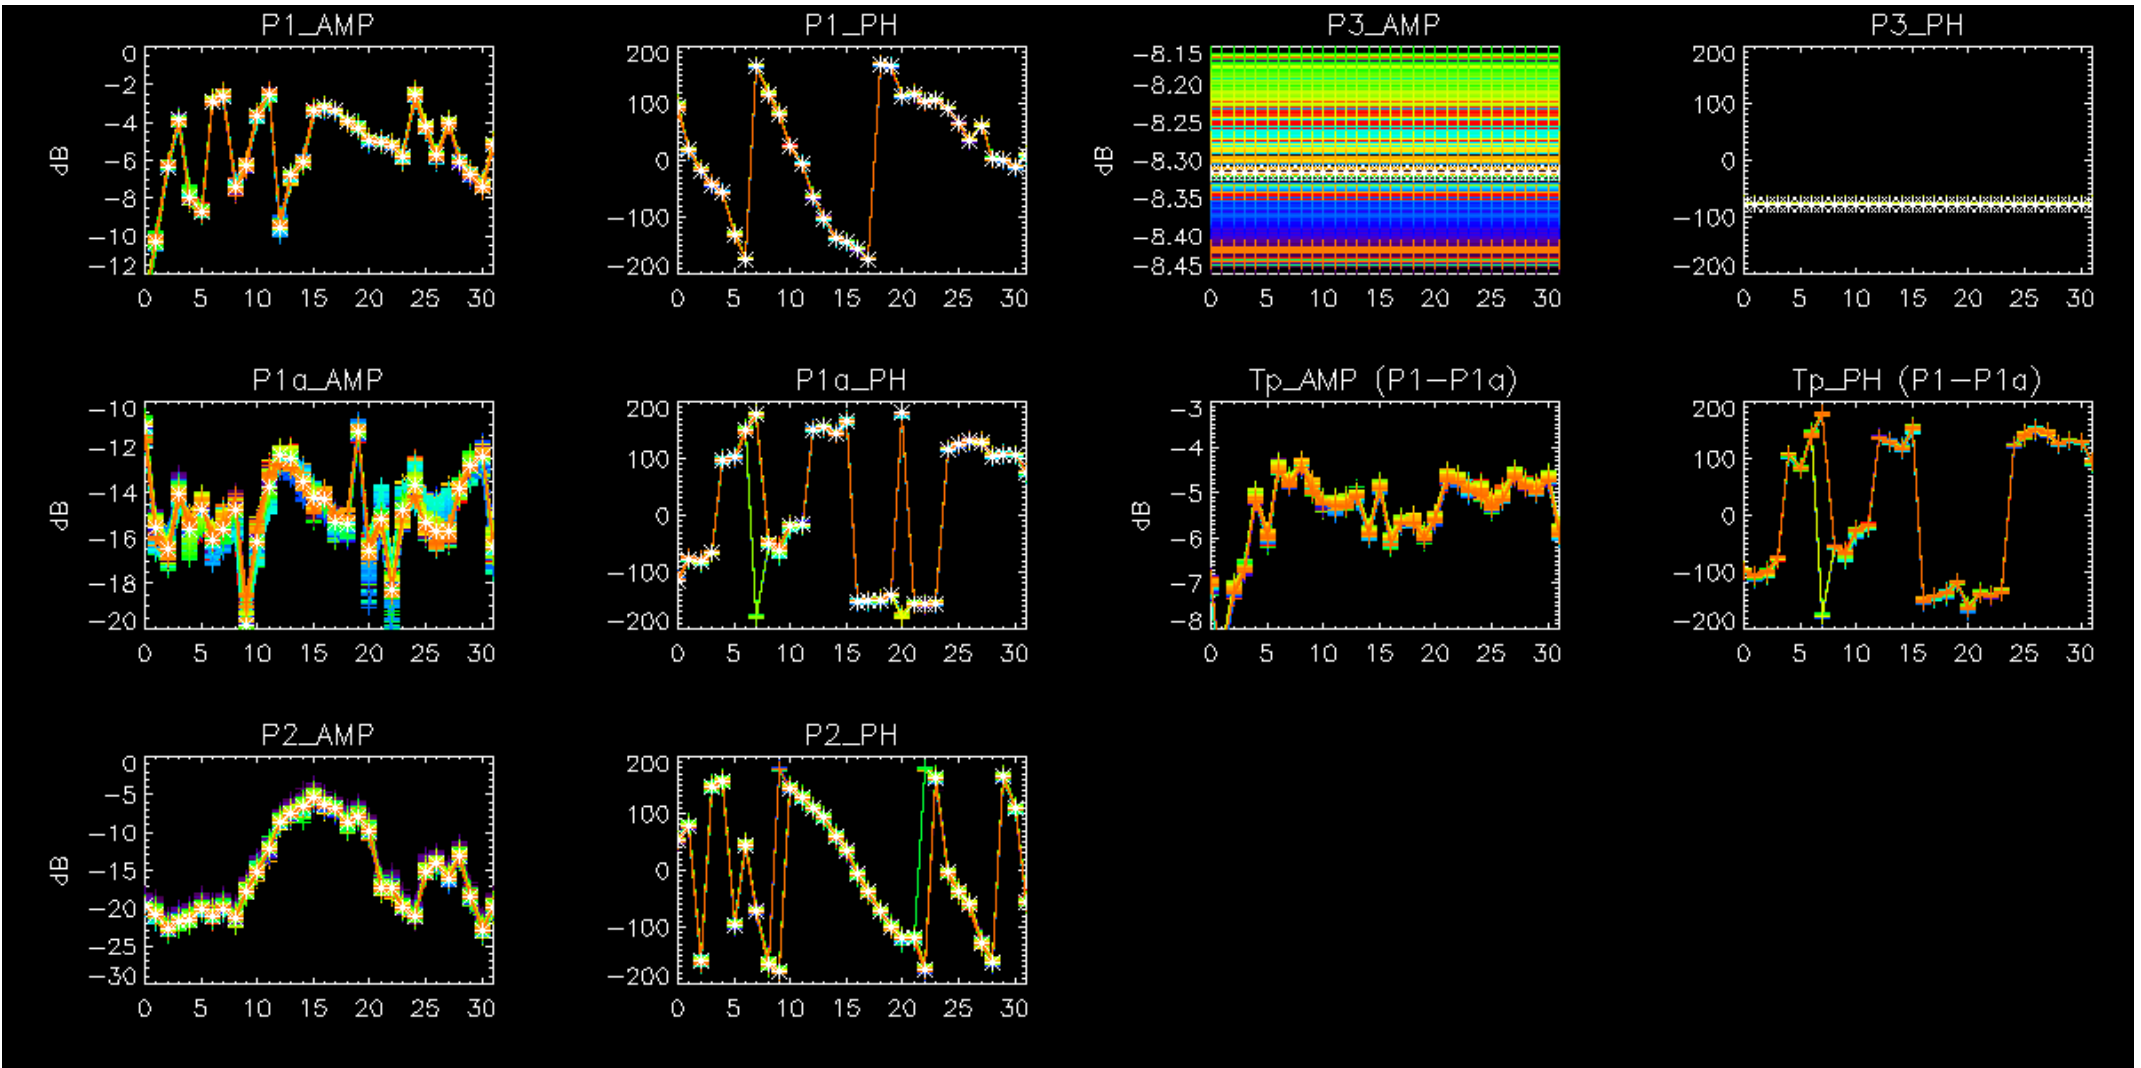 P1_AMP
P1_PH
P3_AMP
P3_PH
0
-2
-4
-6
-8
-10
-12
dB
0 5 10 15 20 25 30
200
100
0
-100
-200
0 5 10 15 20 25 30
-8.15
-8.20
-8.25
-8.30
-8.35
-8.40
-8.45
dB
0 5 10 15 20 25 30
200
100
0
-100
-200
0 5 10 15 20 25 30
P1a_AMP
P1a_PH
Tp_AMP (P1-P1a)
Tp_PH (P1-P1a)
-10
-12
-14
-16
-18
-20
dB
0 5 10 15 20 25 30
200
100
0
-100
-200
0 5 10 15 20 25 30
-3
-4
-5
-6
-7
-8
dB
0 5 10 15 20 25 30
200
100
0
-100
-200
0 5 10 15 20 25 30
P2_AMP
P2_PH
0
-5
-10
-15
-20
-25
-30
dB
0 5 10 15 20 25 30
200
100
0
-100
-200
0 5 10 15 20 25 30